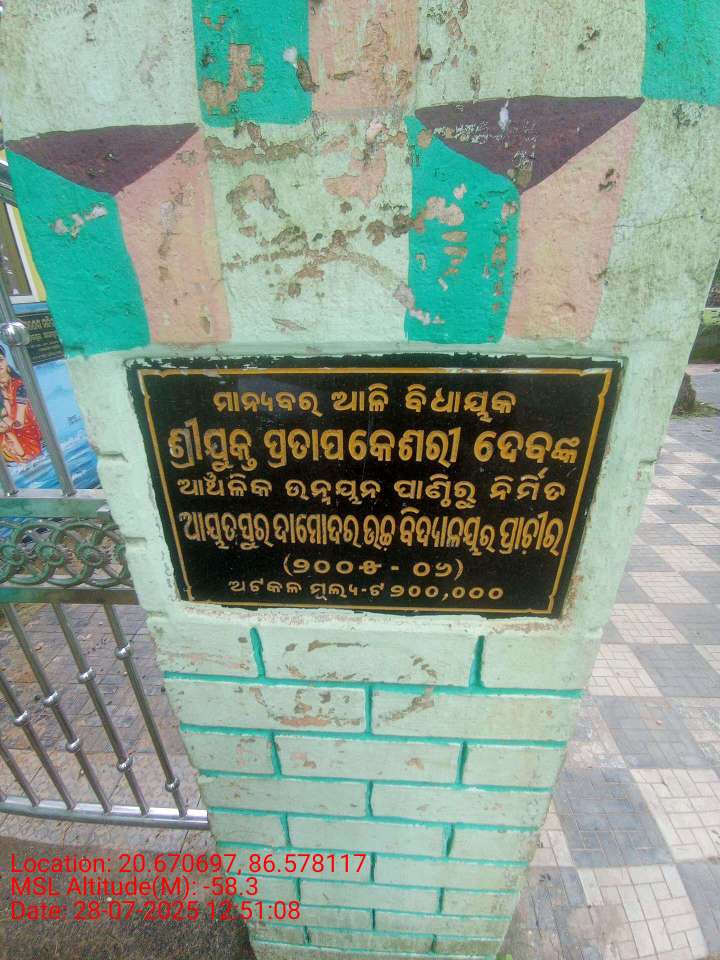 ମାନ୍ୟବର ଆଳି ବିଧାୟକ
ଶ୍ରୀଯୁକ୍ତ ପ୍ରତାପକେଶରୀ ଦେବଙ୍କ
ଆଞ୍ଚଳିକ ଉନ୍ନୟନ ପାଣ୍ଠିରୁ ନିର୍ମିତ
ଦାମୋଦର ଉଚ୍ଚ ବିଦ୍ୟାଳୟର ପ୍ରାଚୀର
(୨୦୦୫ - ୦୬)
ଅଟକଳ ମୂଲ୍ୟ-ଟ ୨୦୦,୦୦୦
Location: 20.670697, 86.578117
MSL Altitude(M): -58.3
Date: 28-07-2025 12:51:08